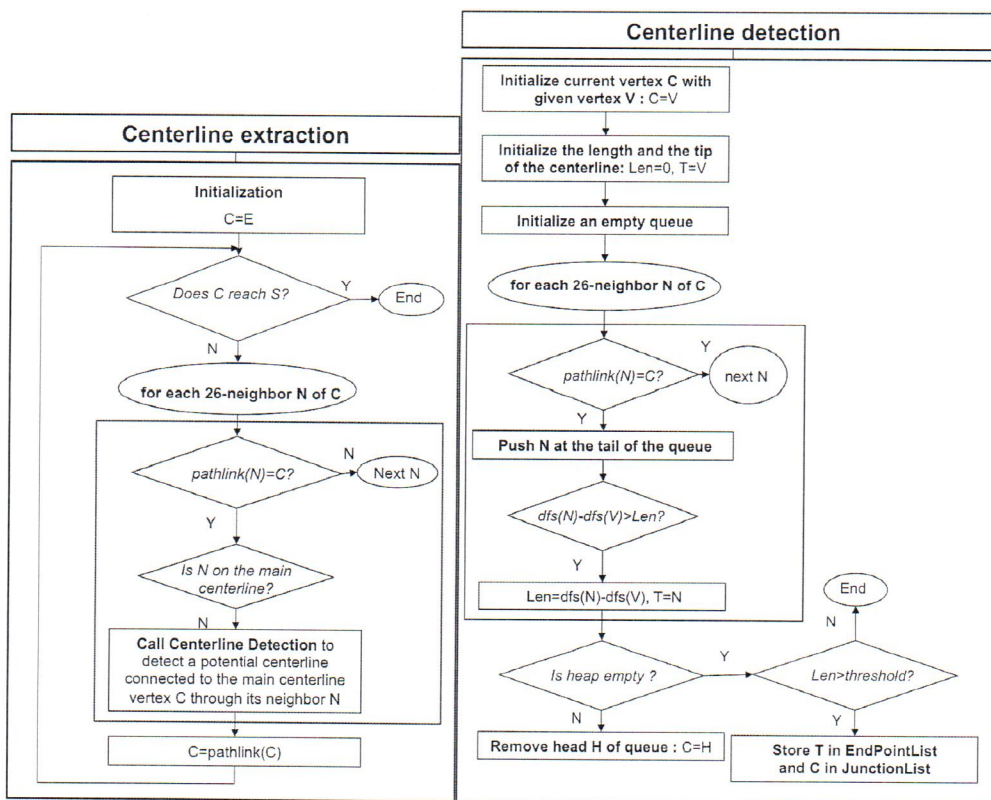 Centerline extraction
Initialization
C=E
Does C reach S?
Y
End
N
for each 26-neighbor N of C
pathlink(N)=C?
N
Next N
Y
Is N on the main
centerline?
N
Call Centerline Detection to
detect a potential centerline
connected to the main centerline
vertex C through its neighbor N
C=pathlink(C)
Centerline detection
Initialize current vertex C with
given vertex V : C=V
Initialize the length and the tip
of the centerline: Len=0, T=V
Initialize an empty queue
for each 26-neighbor N of C
pathlink(N)=C?
Y
next N
Y
Push N at the tail of the queue
dfs(N)-dfs(V)>Len?
Y
Len=dfs(N)-dfs(V), T=N
Is heap empty ?
Y
Len>threshold?
N
End
N
Y
Remove head H of queue : C=H
Store T in EndPointList
and C in JunctionList